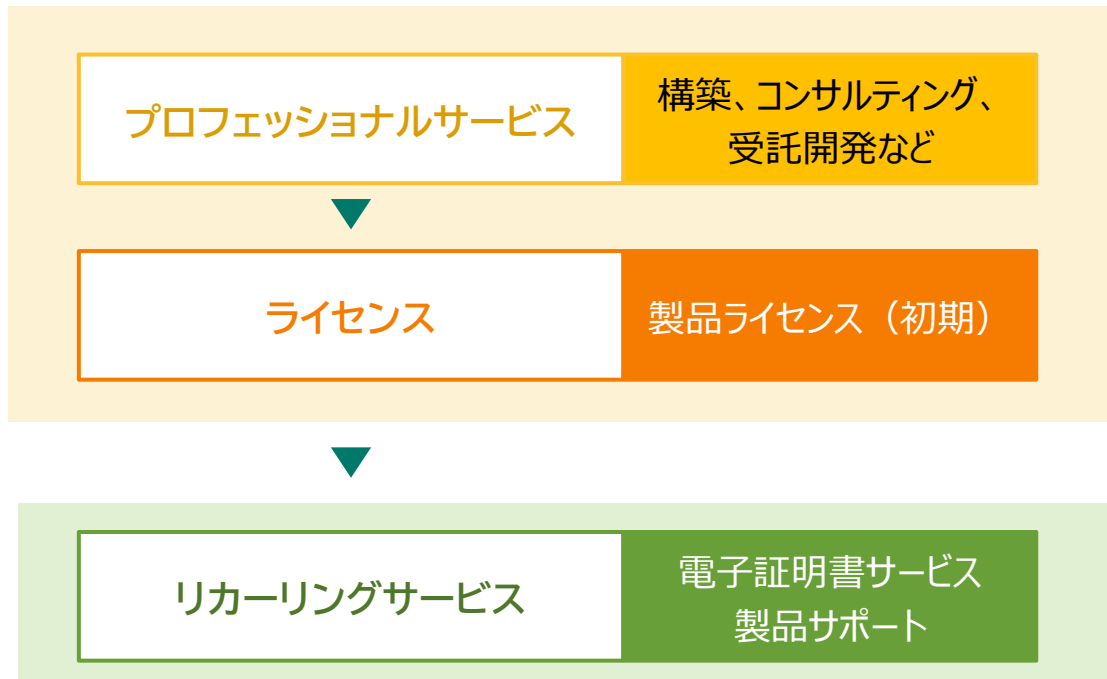 プロフェッショナルサービス
構築、コンサルティング、
受託開発など
ライセンス
製品ライセンス（初期）
リカーリングサービス
電子証明書サービス
製品サポート